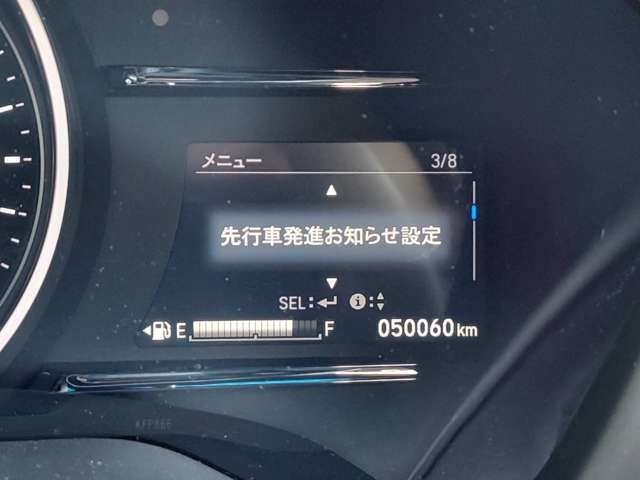 メニュー 3/8
先行車発進お知らせ設定
SEL: i:
E F 050060km